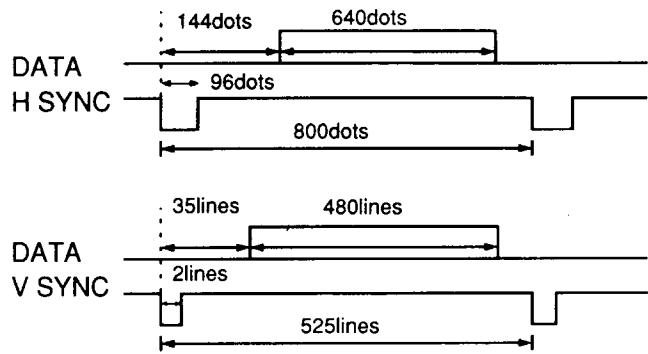 144dots 640dots
DATA
96dots
H SYNC
800dots
35lines 480lines
DATA
2lines
V SYNC
525lines